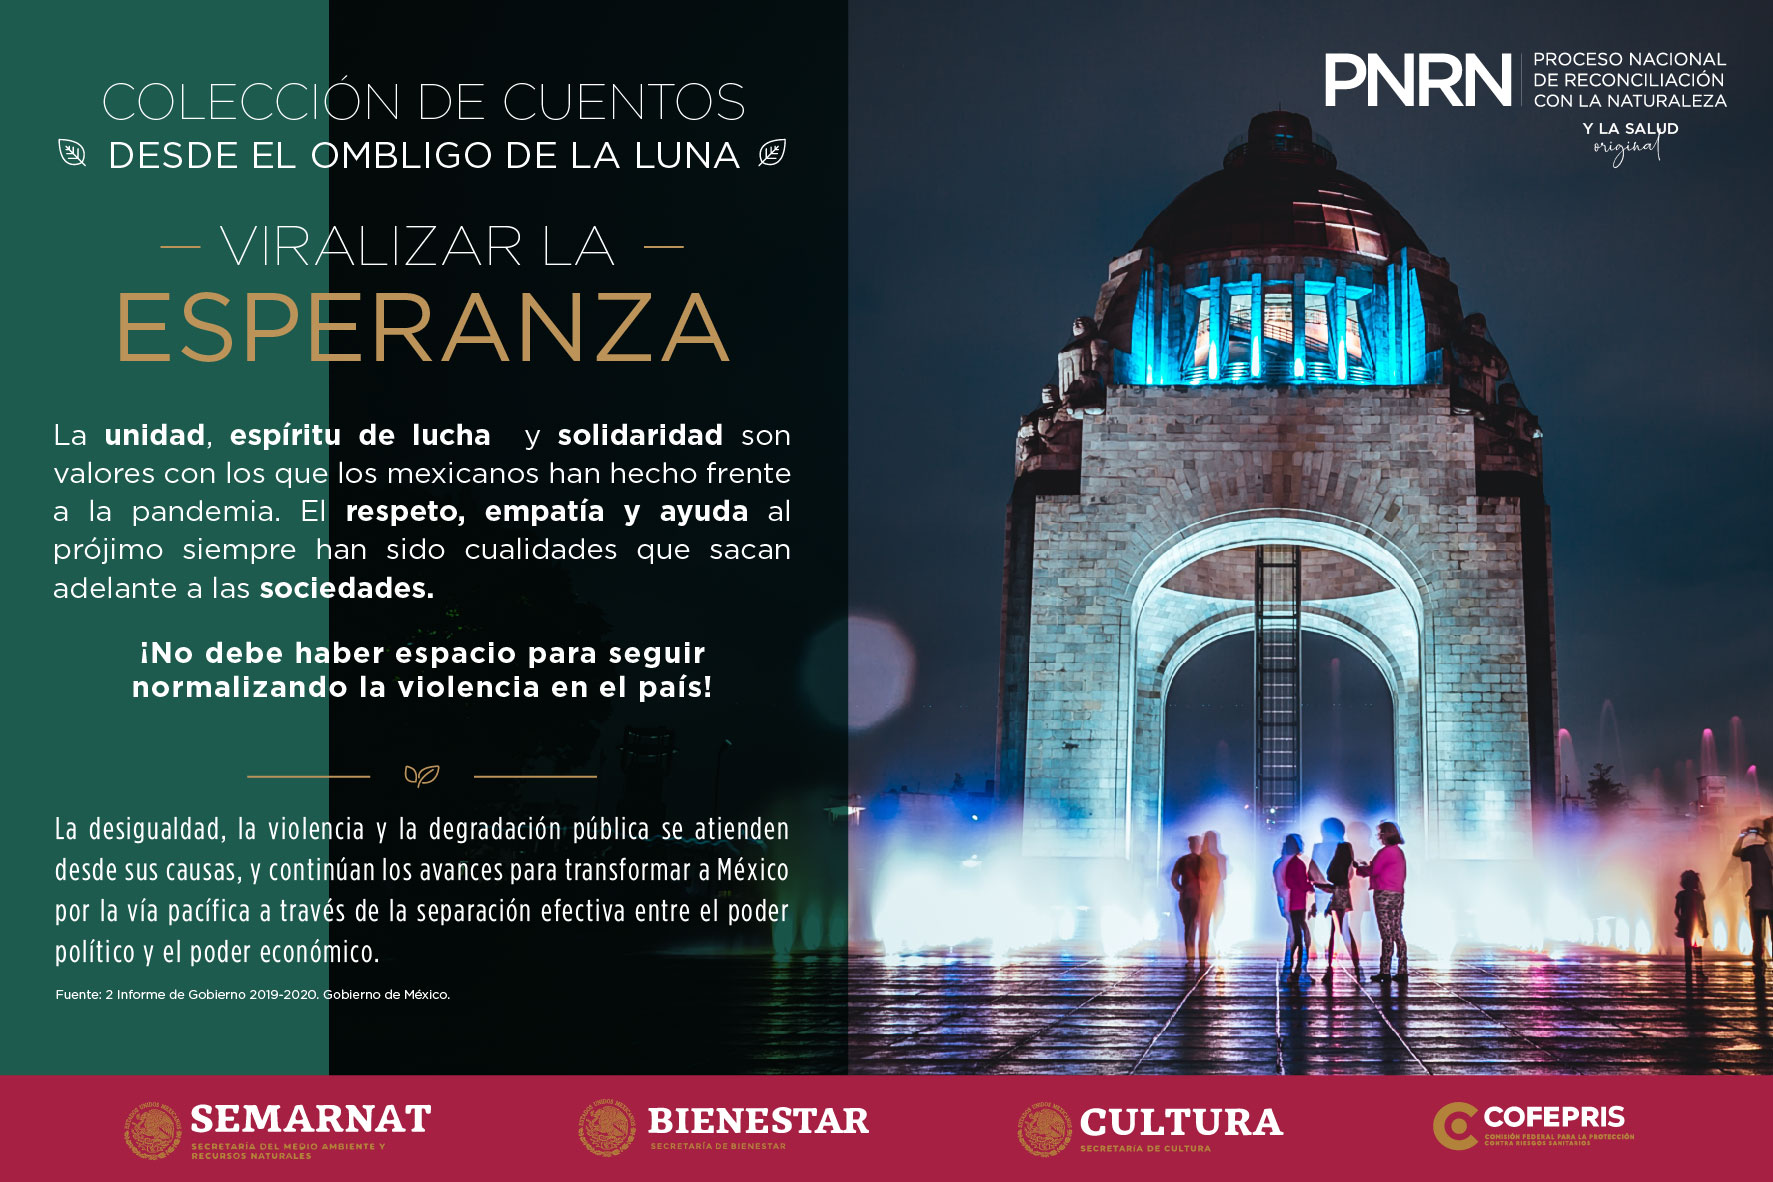 COLECCIÓN DE CUENTOS
DESDE EL OMBLIGO DE LA LUNA
VIRALIZAR LA
ESPERANZA
La unidad, espíritu de lucha y solidaridad son
valores con los que los mexicanos han hecho frente
a la pandemia. El respeto, empatía y ayuda al
prójimo siempre han sido cualidades que sacan
adelante a las sociedades.
¡No debe haber espacio para seguir
normalizando la violencia en el país!
La desigualdad, la violencia y la degradación pública se atienden
desde sus causas, y continúan los avances para transformar a México
por la vía pacífica a través de la separación efectiva entre el poder
político y el poder económico.
Fuente: 2 Informe de Gobierno 2019-2020. Gobierno de México.
PNRN
PROCESO NACIONAL
DE RECONCILIACIÓN
CON LA NATURALEZA
Y LA SALUD
original
SEMARNAT
SECRETARÍA DEL MEDIO AMBIENTE Y
RECURSOS NATURALES
BIENESTAR
SECRETARÍA DE BIENESTAR
CULTURA
SECRETARÍA DE CULTURA
COFEPRIS
COMISIÓN FEDERAL PARA LA PROTECCIÓN
CONTRA RIESGOS SANITARIOS